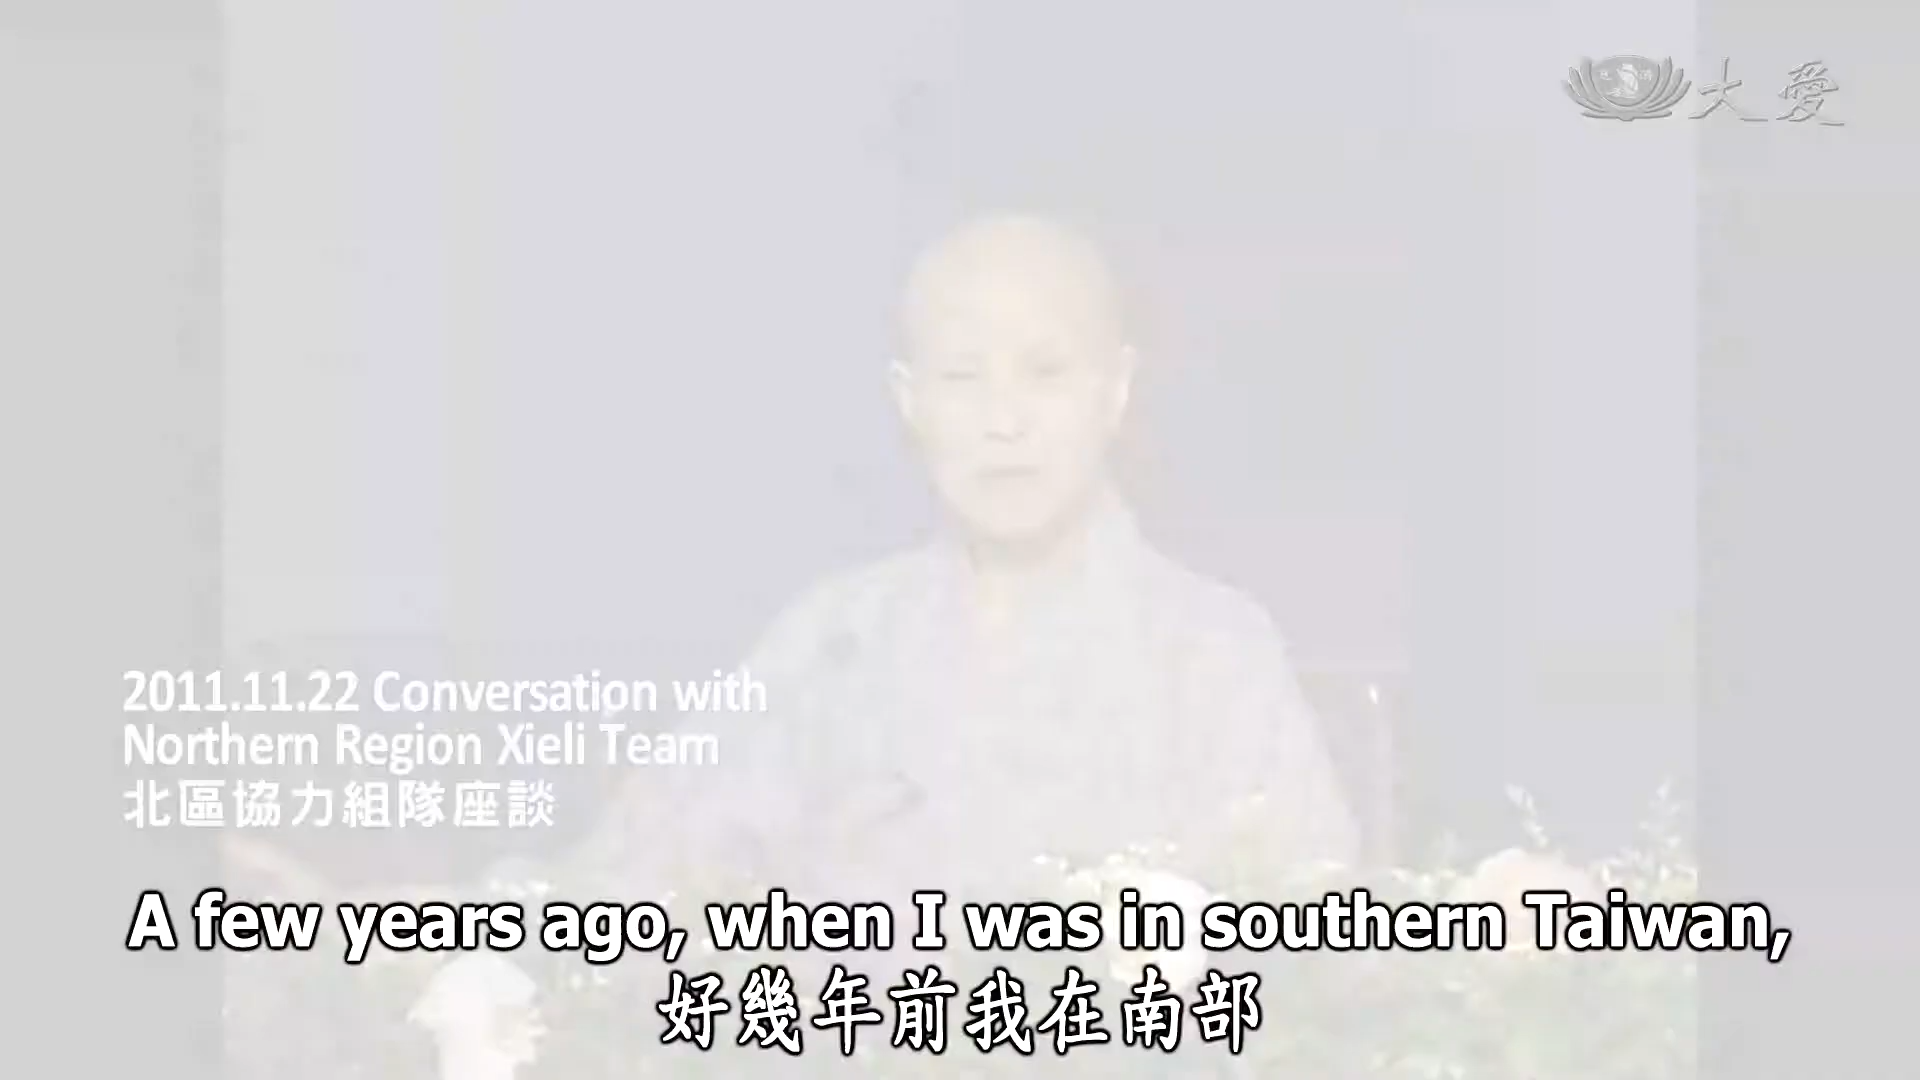 大愛
2011.11.22 Conversation with
Northern Region Xieli Team
北區協力組隊座談
A few years ago, when I was in southern Taiwan,
好幾年前我在南部